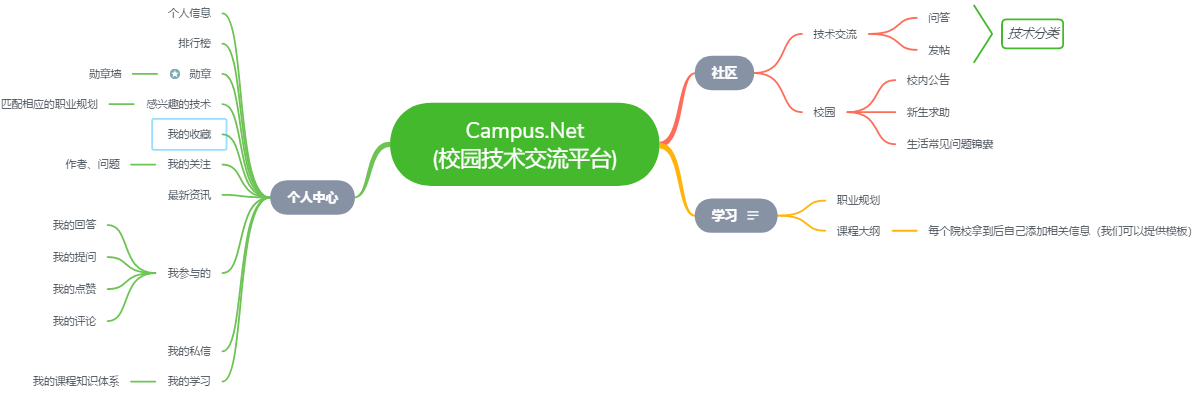 Campus.Net
(校园技术交流平台)
社区
技术交流
问答
发帖
技术分类
校园
校内公告
新生求助
生活常见问题锦囊
学习
职业规划
课程大纲
每个院校拿到后自己添加相关信息（我们可以提供模板）
个人中心
个人信息
排行榜
勋章
勋章墙
感兴趣的技术
匹配相应的职业规划
我的收藏
我的关注
作者、问题
最新资讯
我参与的
我的回答
我的提问
我的点赞
我的评论
我的私信
我的学习
我的课程知识体系